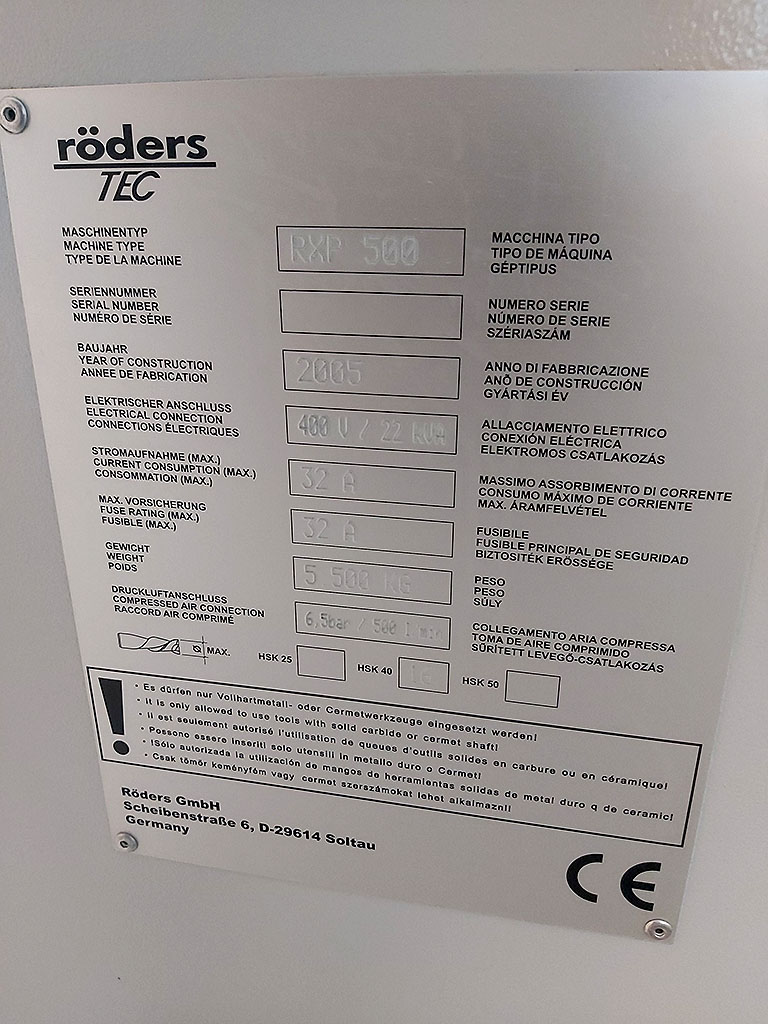 röders
TEC
MASCHINENTYP
MACHINE TYPE
TYPE DE LA MACHINE
RXP 500
MACCHINA TIPO
TIPO DE MÁQUINA
GÉPTIPUS
SERIENNUMMER
SERIAL NUMBER
NUMÉRO DE SÉRIE
NUMERO SERIE
NÚMERO DE SERIE
SZÉRIASZÁM
BAUJAHR
YEAR OF CONSTRUCTION
ANNEE DE FABRICATION
2005
ANNO DI FABBRICAZIONE
ANÕ DE CONSTRUCCIÓN
GYÁRTÁSI ÉV
ELEKTRISCHER ANSCHLUSS
ELECTRICAL CONNECTION
CONNECTIONS ÉLECTRIQUES
400 V / 22 KVA
ALLACCIAMENTO ELETTRICO
CONEXIÓN ELÉCTRICA
ELEKTROMOS CSATLAKOZÁS
STROMAUFNAHME (MAX.)
CURRENT CONSUMPTION (MAX.)
CONSOMMATION (MAX.)
32 A
MASSIMO ASSORBIMENTO DI CORRENTE
CONSUMO MÁXIMO DE CORRIENTE
MAX. ÁRAMFELVÉTEL
MAX. VORSICHERUNG
FUSE RATING (MAX.)
FUSIBLE (MAX.)
32 A
FUSIBILE
FUSIBLE PRINCIPAL DE SEGURIDAD
BIZTOSITÉK ERÖSSÉGE
GEWICHT
WEIGHT
POIDS
5 500 KG
PESO
PESO
SÚLY
DRUCKLUFTANSCHLUSS
COMPRESSED AIR CONNECTION
RACCORD AIR COMPRIMÉ
6,5bar / 500 l min
COLLEGAMENTO ARIA COMPRESSA
TOMA DE AIRE COMPRIMIDO
SŰRÍTETT LEVEGŐ-CSATLAKOZÁS
Ø MAX.
HSK 25
HSK 40
HSK 50
!
• Es dürfen nur Vollhartmetall- oder Cermetwerkzeuge eingesetzt werden!
• It is only allowed to use tools with solid carbide or cermet shaft!
• Il est seulement autorisé l'utilisation de queues d'outils solides en carbure ou en céramique!
• Possono essere inseriti solo utensili in metallo duro o Cermet!
• !Sólo autorizada la utilización de mangos de herramientas solidas de metal duro q de ceramic!
• Csak tömör keményfém vagy cermet szerszámokat lehet alkalmazni!
Röders GmbH
Scheibenstraße 6, D-29614 Soltau
Germany
CE